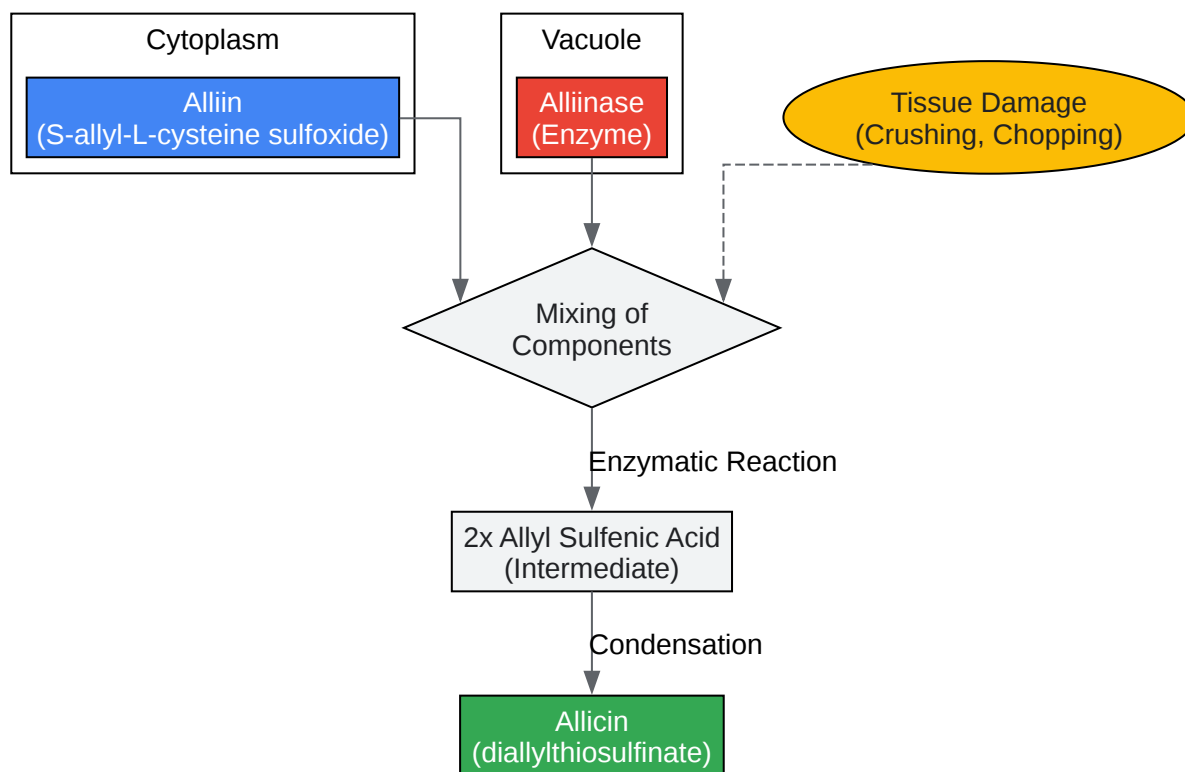 Cytoplasm
Alliin
(S-allyl-L-cysteine sulfoxide)
Vacuole
Alliinase
(Enzyme)
Tissue Damage
(Crushing, Chopping)
Mixing of
Components
Enzymatic Reaction
2x Allyl Sulfenic Acid
(Intermediate)
Condensation
Allicin
(diallylthiosulfinate)